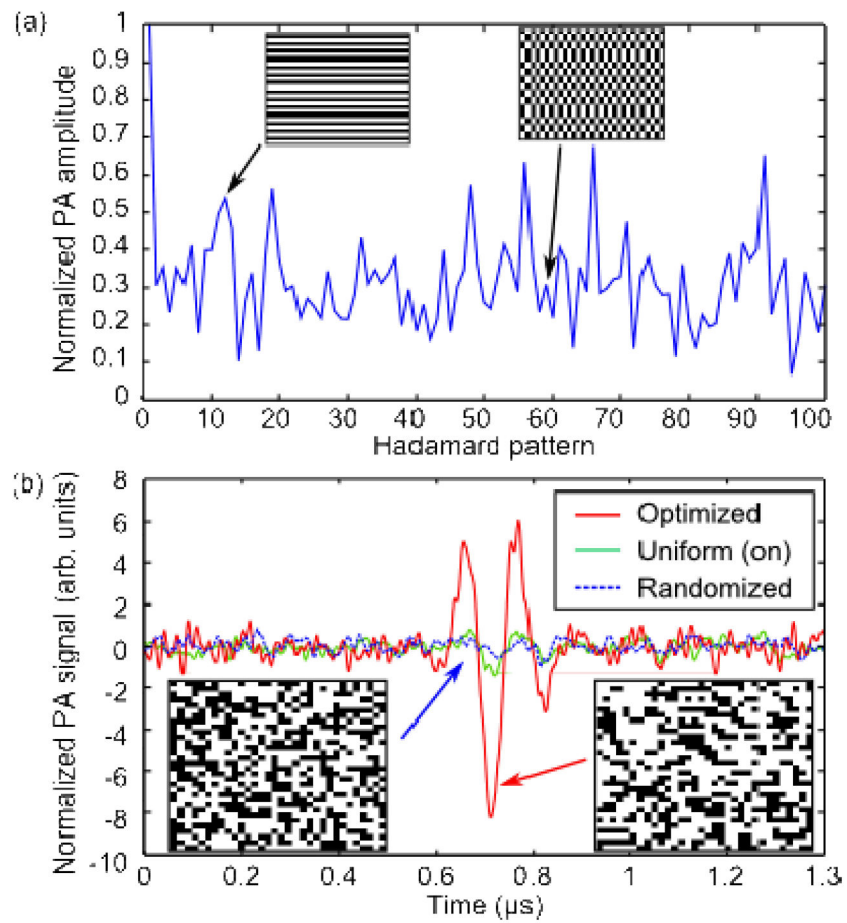 (a)
Normalized PA amplitude
1
0.9
0.8
0.7
0.6
0.5
0.4
0.3
0.2
0.1
0
0 10 20 30 40 50 60 70 80 90 100
Hadamard pattern
(b)
Normalized PA signal (arb. units)
8
6
4
2
0
-2
-4
-6
-8
-10
Optimized
Uniform (on)
Randomized
0 0.2 0.4 0.6 0.8 1 1.2 1.3
Time (μs)